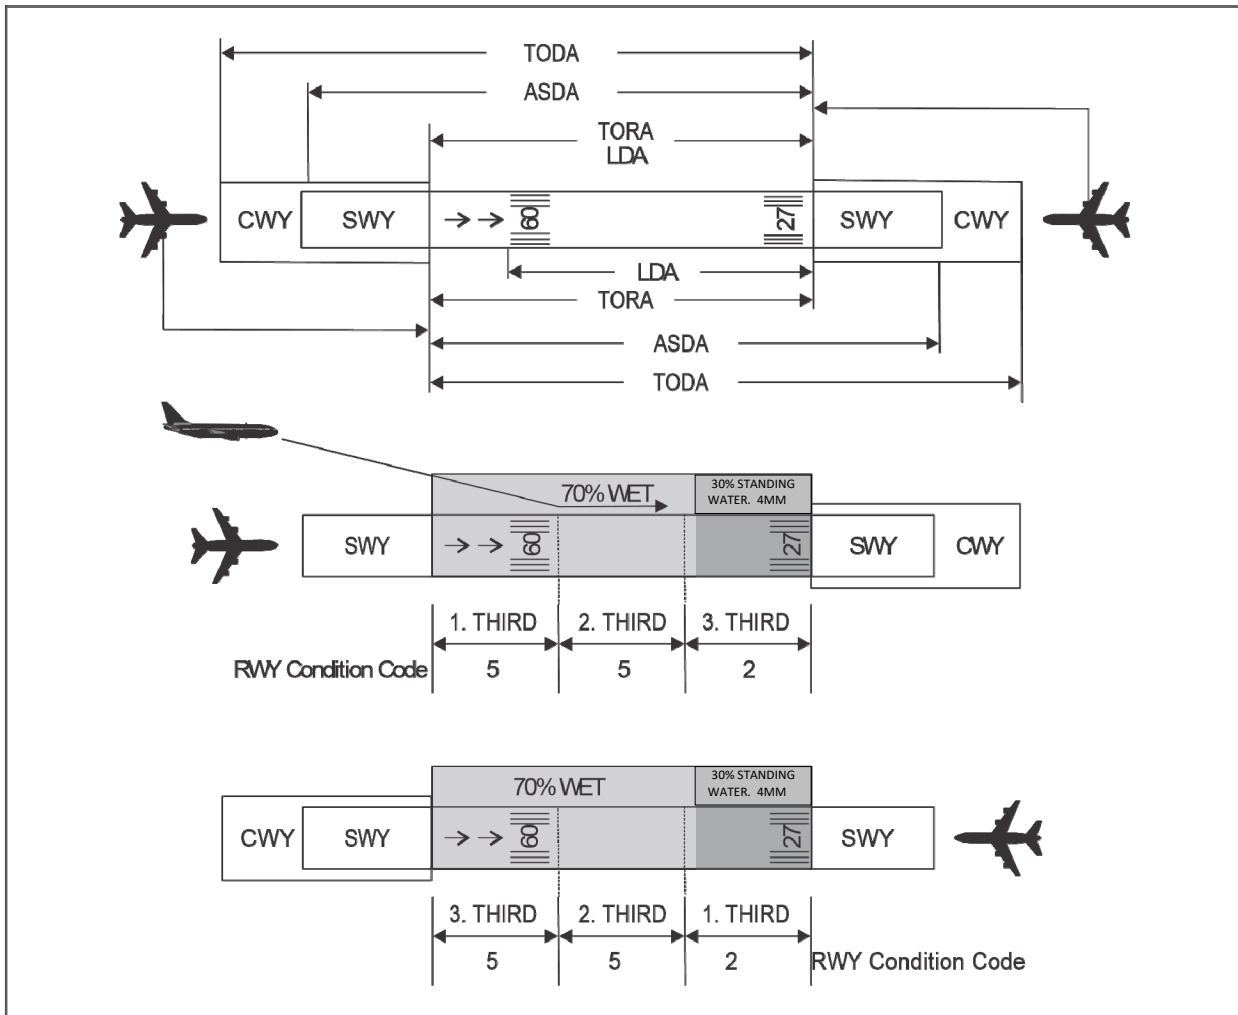 TODA
ASDA
TORA
LDA
CWY SWY → → 09 27 SWY CWY
LDA
TORA
ASDA
TODA
70% WET
30% STANDING
WATER. 4MM
SWY → → 09 27 SWY CWY
1. THIRD 2. THIRD 3. THIRD
RWY Condition Code 5 5 2
70% WET
30% STANDING
WATER. 4MM
CWY SWY → → 09 27 SWY
3. THIRD 2. THIRD 1. THIRD
5 5 2 RWY Condition Code